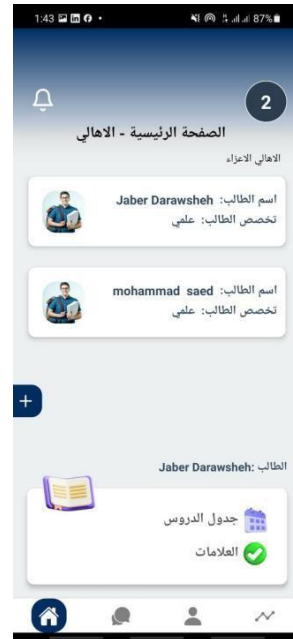 1:43
87%
2
الصفحة الرئيسية - الاهالي
الاهالي الاعزاء
اسم الطالب: Jaber Darawsheh
تخصص الطالب: علمي
اسم الطالب: mohammad saed
تخصص الطالب: علمي
+
الطالب :Jaber Darawsheh
جدول الدروس
العلامات